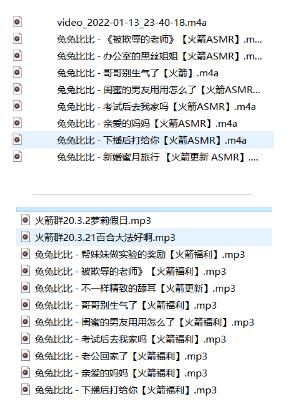 video_2022-01-13_23-40-18.m4a
兔兔比比 - 《被欺辱的老师》【火箭ASMR】.m...
兔兔比比 - 办公室的黑丝姐姐【火箭ASMR】.m...
兔兔比比 - 哥哥别生气了【火箭】.m4a
兔兔比比 - 闺蜜的男友用用怎么了【火箭ASMR...
兔兔比比 - 考试后去我家吗【火箭ASMR】.m4a
兔兔比比 - 亲爱的妈妈【火箭ASMR】.m4a
兔兔比比 - 下播后打给你【火箭ASMR】.m4a
兔兔比比 - 新婚蜜月旅行 【火箭更新 ASMR】....
火箭群20.3.2萝莉假日.mp3
火箭群20.3.21百合大法好啊.mp3
兔兔比比 - 帮妹妹做实验的奖励【火箭福利】.mp3
兔兔比比 - 被欺辱的老师》【火箭福利】.mp3
兔兔比比 - 不一样精致的舔耳【火箭更新】.mp3
兔兔比比 - 哥哥别生气了【火箭福利】.mp3
兔兔比比 - 闺蜜的男友用用怎么了【火箭福利】.mp3
兔兔比比 - 考试后去我家吗【火箭福利】.mp3
兔兔比比 - 老公回来了【火箭福利】.mp3
兔兔比比 - 亲爱的妈妈【火箭福利】.mp3
兔兔比比 - 下播后打给你【火箭福利】.mp3